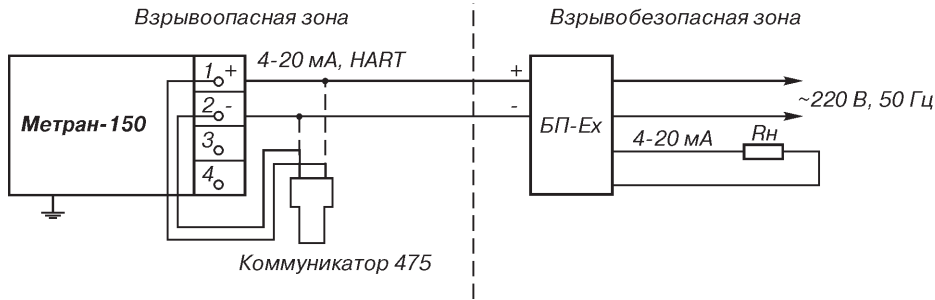 Взрывоопасная зона
Взрывобезопасная зона
4-20 мА, HART
1 +
+
2 -
-
~220 В, 50 Гц
Метран-150
БП-Ех
3
4-20 мА
Rн
4
Коммуникатор 475